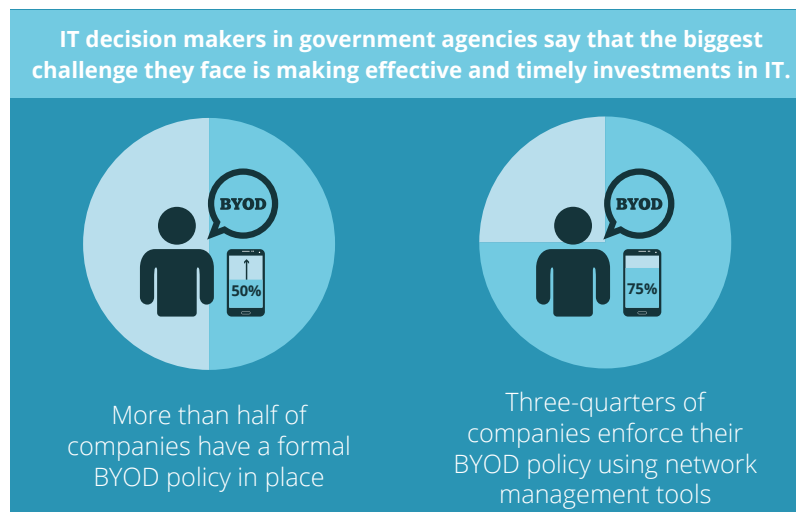 IT decision makers in government agencies say that the biggest
challenge they face is making effective and timely investments in IT.
BYOD
50%
More than half of
companies have a formal
BYOD policy in place
BYOD
75%
Three-quarters of
companies enforce their
BYOD policy using network
management tools